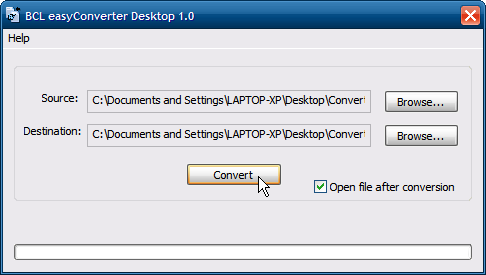 BCL easyConverter Desktop 1.0
Help
Source: C:\Documents and Settings\LAPTOP-XP\Desktop\Convert Browse...
Destination: C:\Documents and Settings\LAPTOP-XP\Desktop\Convert Browse...
Convert
Open file after conversion